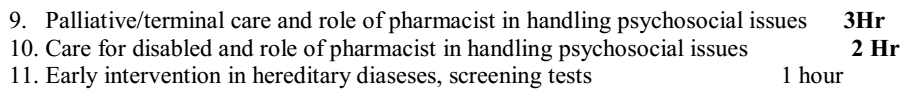 9. Palliative/terminal care and role of pharmacist in handling psychosocial issues 3Hr
10. Care for disabled and role of pharmacist in handling psychosocial issues 2 Hr
11. Early intervention in hereditary diaseses, screening tests 1 hour